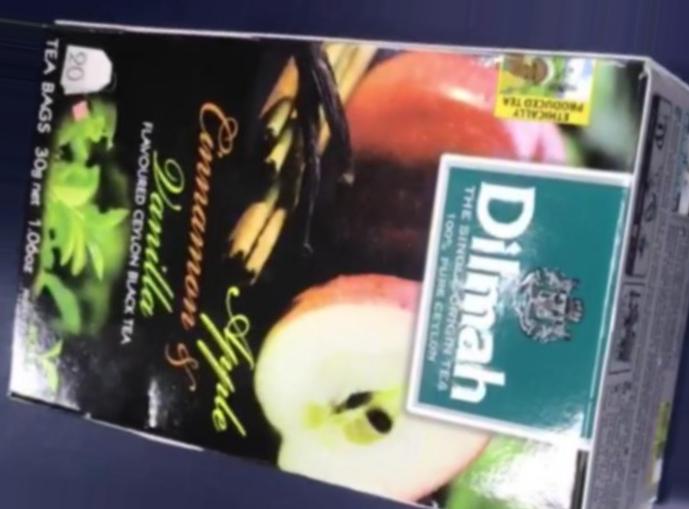 Dilmah
THE SINGLE ORIGIN TEA
100% PURE CEYLON
ETHICALLY
PRODUCED TEA
Apple
Cinnamon &
Vanilla
FLAVOURED CEYLON BLACK TEA
20
TEA BAGS 30g net 1.06oz